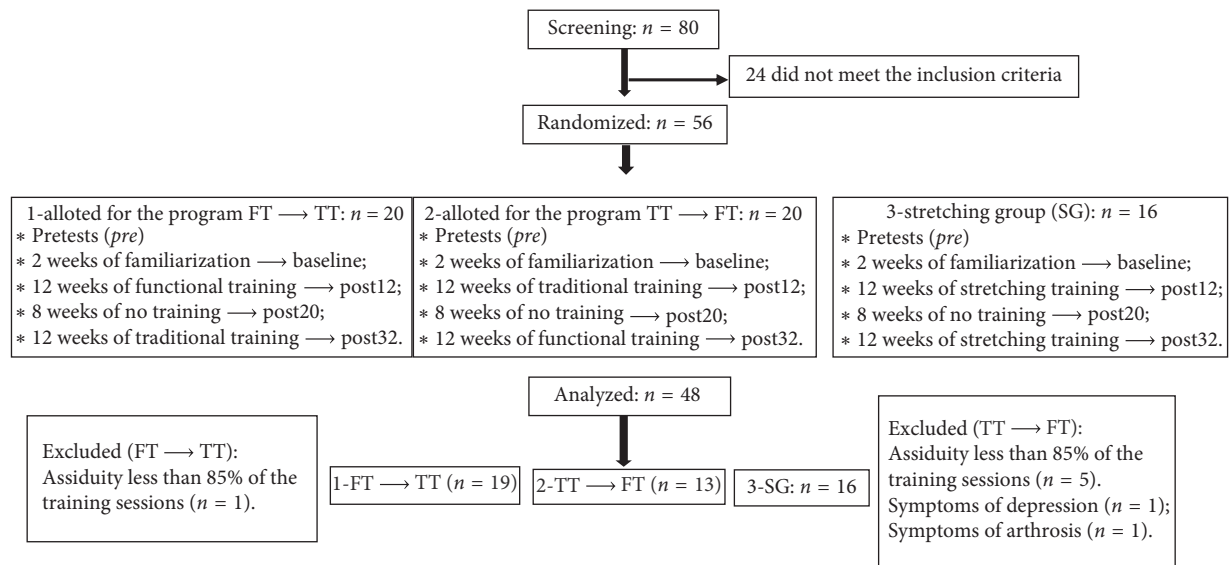 Screening: n = 80
24 did not meet the inclusion criteria
Randomized: n = 56
1-alloted for the program FT ⟶ TT: n = 20
∗ Pretests (pre)
∗ 2 weeks of familiarization ⟶ baseline;
∗ 12 weeks of functional training ⟶ post12;
∗ 8 weeks of no training ⟶ post20;
∗ 12 weeks of traditional training ⟶ post32.
2-alloted for the program TT ⟶ FT: n = 20
∗ Pretests (pre)
∗ 2 weeks of familiarization ⟶ baseline;
∗ 12 weeks of traditional training ⟶ post12;
∗ 8 weeks of no training ⟶ post20;
∗ 12 weeks of functional training ⟶ post32.
3-stretching group (SG): n = 16
∗ Pretests (pre)
∗ 2 weeks of familiarization ⟶ baseline;
∗ 12 weeks of stretching training ⟶ post12;
∗ 8 weeks of no training ⟶ post20;
∗ 12 weeks of stretching training ⟶ post32.
Analyzed: n = 48
Excluded (FT ⟶ TT):
Assiduity less than 85% of the
training sessions (n = 1).
1-FT ⟶ TT (n = 19)
2-TT ⟶ FT (n = 13)
3-SG: n = 16
Excluded (TT ⟶ FT):
Assiduity less than 85% of the
training sessions (n = 5).
Symptoms of depression (n = 1);
Symptoms of arthrosis (n = 1).